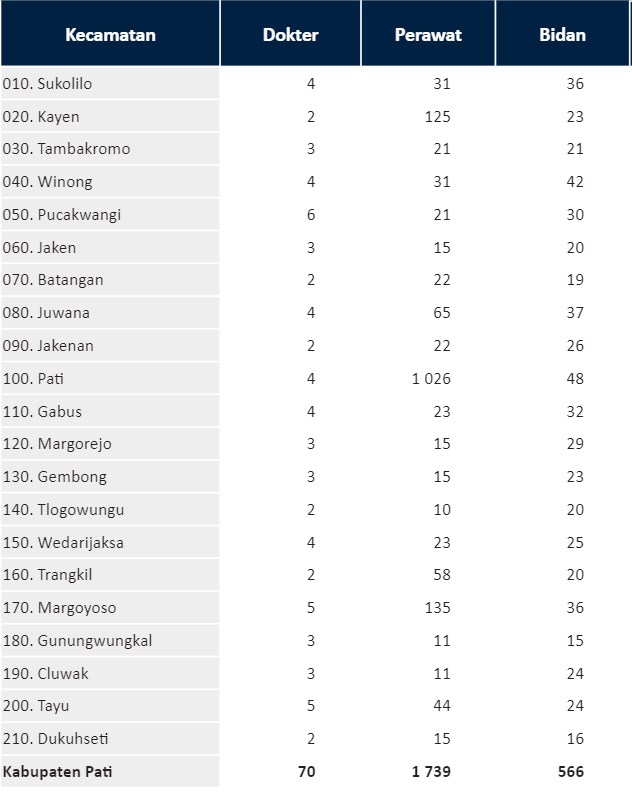 Kecamatan Dokter Perawat Bidan
010. Sukolilo 4 31 36
020. Kayen 2 125 23
030. Tambakromo 3 21 21
040. Winong 4 31 42
050. Pucakwangi 6 21 30
060. Jaken 3 15 20
070. Batangan 2 22 19
080. Juwana 4 65 37
090. Jakenan 2 22 26
100. Pati 4 1 026 48
110. Gabus 4 23 32
120. Margorejo 3 15 29
130. Gembong 3 15 23
140. Tlogowungu 2 10 20
150. Wedarijaksa 4 23 25
160. Trangkil 2 58 20
170. Margoyoso 5 135 36
180. Gunungwungkal 3 11 15
190. Cluwak 3 11 24
200. Tayu 5 44 24
210. Dukuhseti 2 15 16
Kabupaten Pati 70 1 739 566